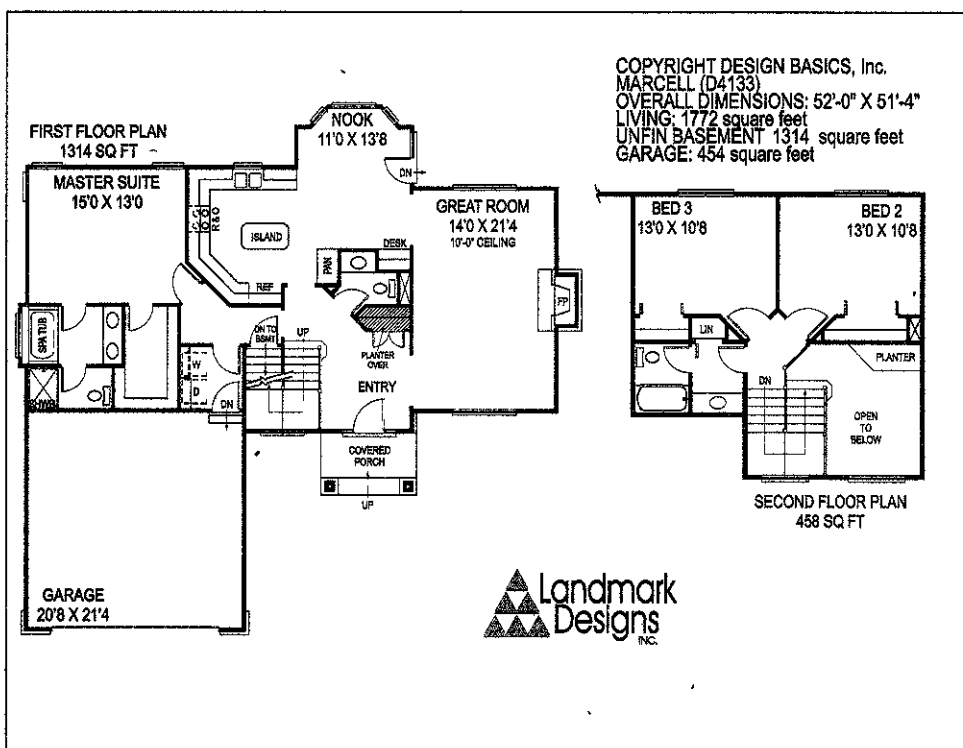 COPYRIGHT DESIGN BASICS, Inc.
MARCELL (D4133)
OVERALL DIMENSIONS: 52'-0" X 51'-4"
LIVING: 1772 square feet
UNFIN BASEMENT 1314 square feet
GARAGE: 454 square feet
FIRST FLOOR PLAN
1314 SQ FT
NOOK
11'0 X 13'8
DN
MASTER SUITE
15'0 X 13'0
R&O
ISLAND
REF
PAN
DESK
GREAT ROOM
14'0 X 21'4
10'-0" CEILING
FP
SPA TUB
SHWR
W
D
DN
DN TO
BSMT
UP
PLANTER
OVER
ENTRY
COVERED
PORCH
UP
GARAGE
20'8 X 21'4
BED 3
13'0 X 10'8
BED 2
13'0 X 10'8
LIN
DN
PLANTER
OPEN
TO
BELOW
SECOND FLOOR PLAN
458 SQ FT
Landmark
Designs
INC.